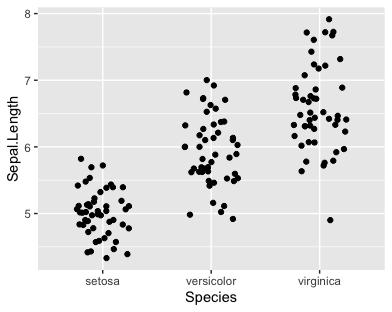 8
7
6
5
Sepal.Length
setosa
versicolor
virginica
Species